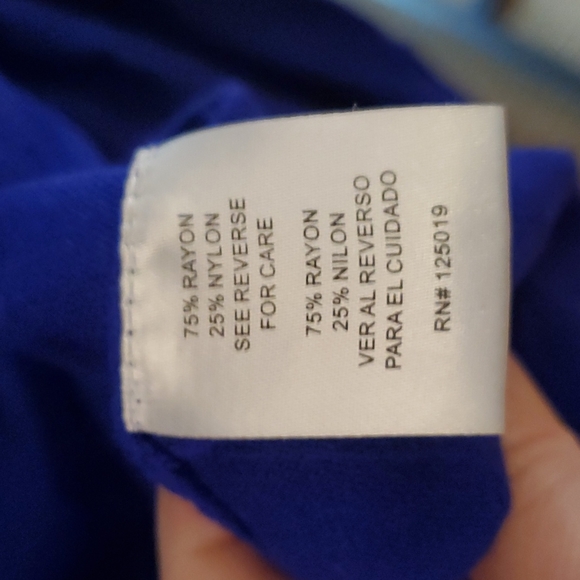 75% RAYON
25% NYLON
SEE REVERSE
FOR CARE
75% RAYON
25% NILON
VER AL REVERSO
PARA EL CUIDADO
RN# 125019